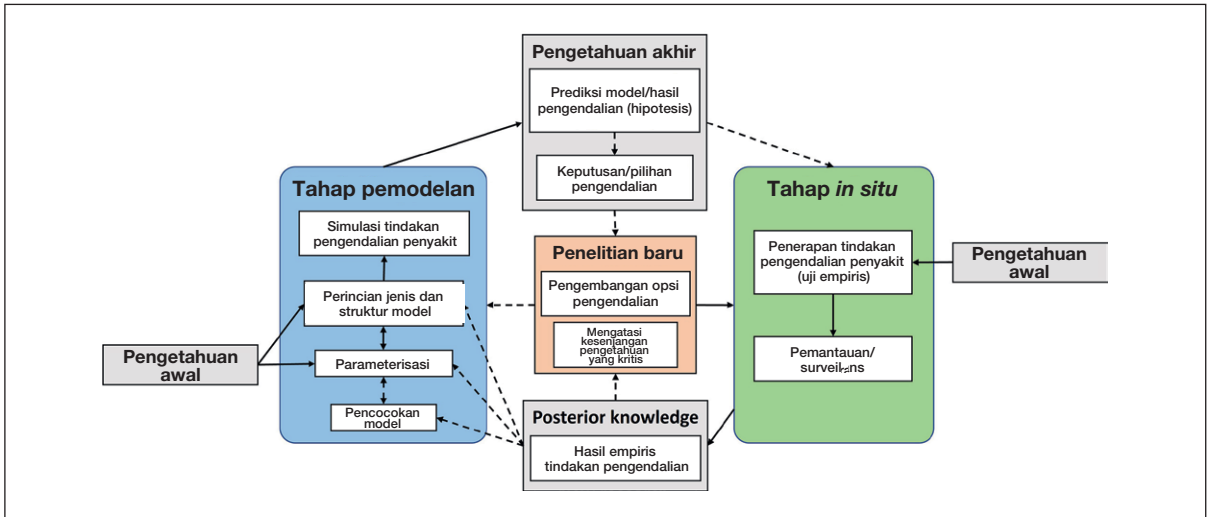 Pengetahuan akhir
Prediksi model/hasil
pengendalian (hipotesis)
Keputusan/pilihan
pengendalian
Tahap pemodelan
Simulasi tindakan
pengendalian penyakit
Perincian jenis dan
struktur model
Parameterisasi
Pencocokan
model
Pengetahuan
awal
Penelitian baru
Pengembangan opsi
pengendalian
Mengatasi
kesenjangan
pengetahuan
yang kritis
Posterior knowledge
Hasil empiris
tindakan pengendalian
Tahap in situ
Penerapan tindakan
pengendalian penyakit
(uji empiris)
Pemantauan/
Pengetahuan
awal